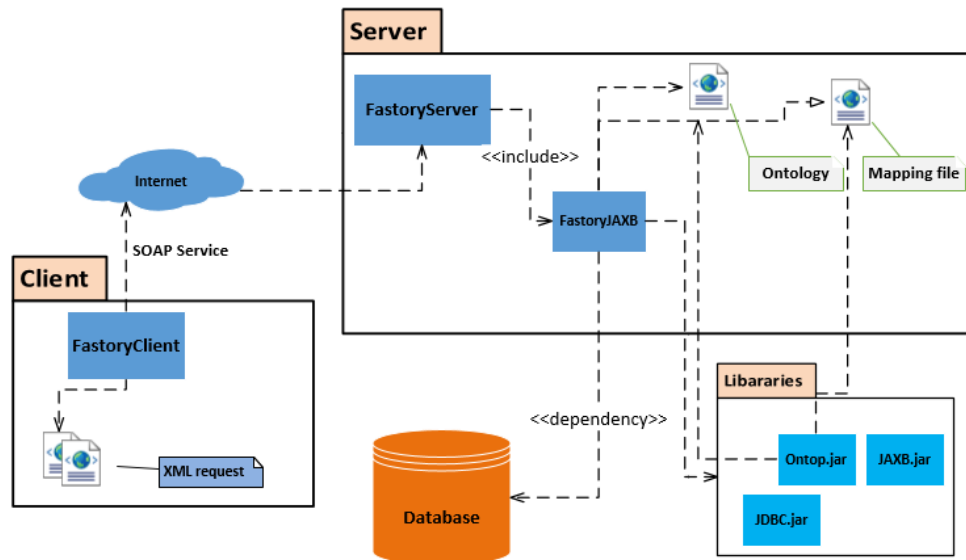 Server
FastoryServer
<<include>>
Ontology
Mapping file
Internet
FastoryJAXB
SOAP Service
Client
FastoryClient
Libararies
<<dependency>>
XML request
Ontop.jar
JAXB.jar
Database
JDBC.jar